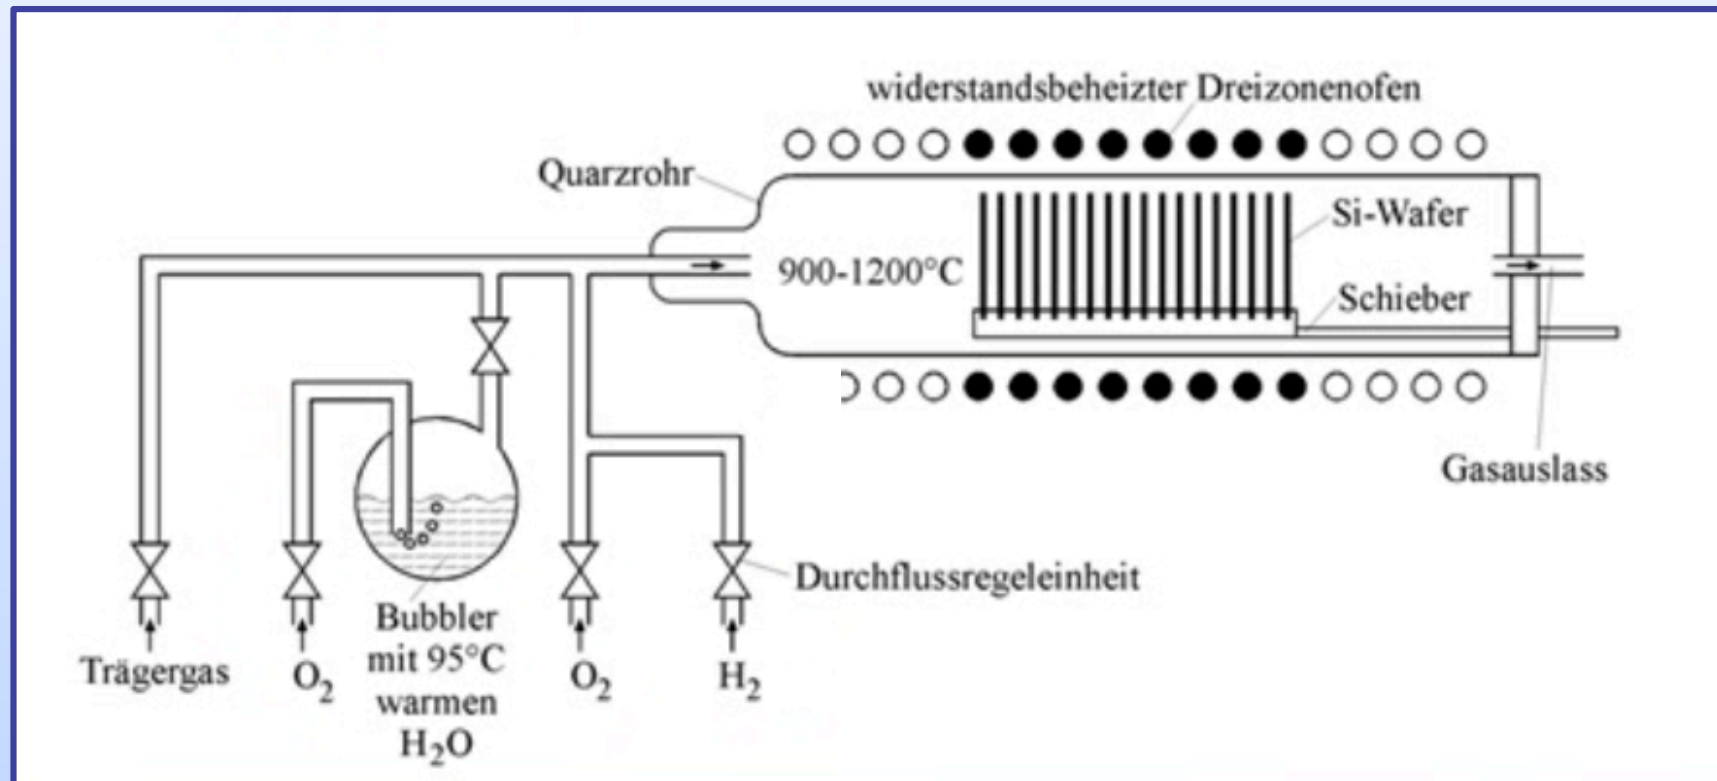 widerstandsbeheizter Dreizonenofen
Quarzrohr
Si-Wafer
900-1200°C
Schieber
Gasauslass
Durchflussregeleinheit
Bubbler
mit 95°C
warmen
H₂O
Trägergas
O₂
O₂
H₂